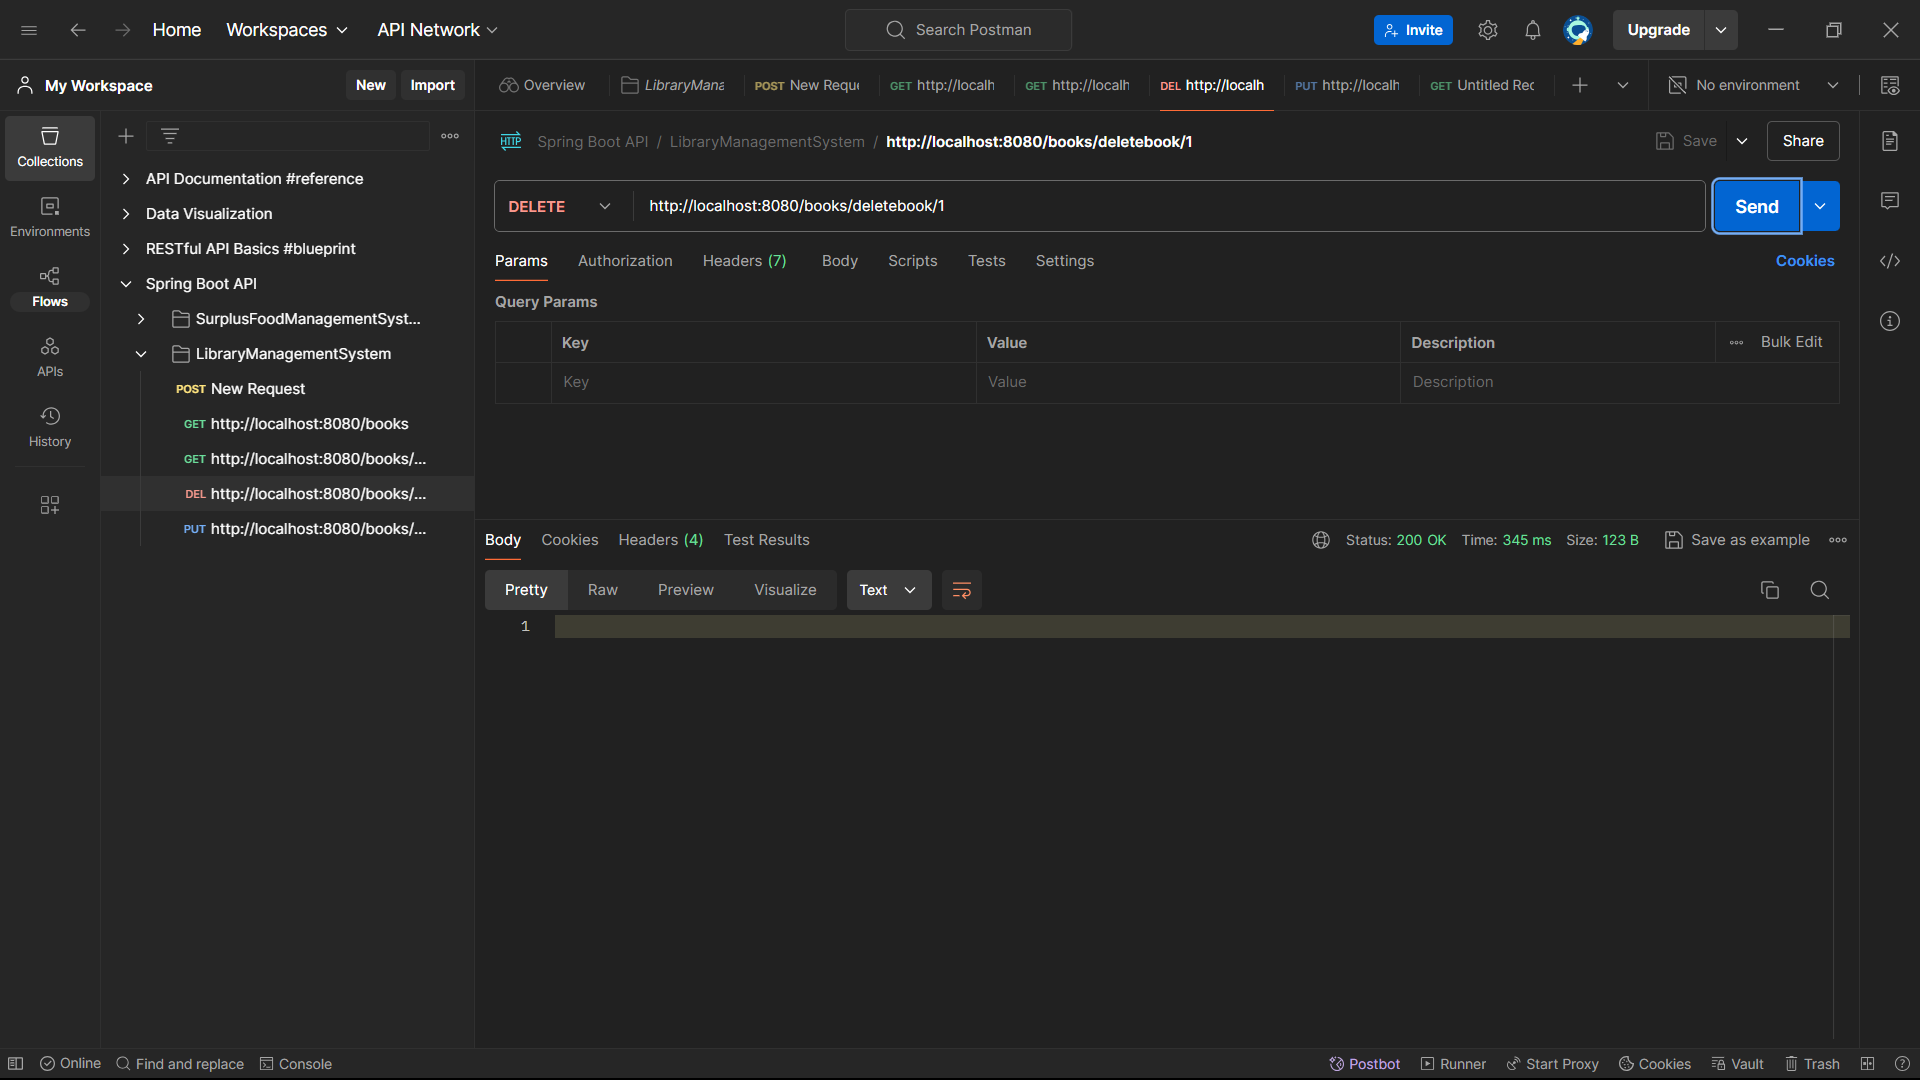 Home Workspaces API Network Search Postman Invite Upgrade
My Workspace New Import
Overview LibraryMana POST New Reque GET http://localh GET http://localh DEL http://localh PUT http://localh GET Untitled Rec No environment
Collections
Environments
Flows
APIs
History
API Documentation #reference
Data Visualization
RESTful API Basics #blueprint
Spring Boot API
SurplusFoodManagementSyst...
LibraryManagementSystem
POST New Request
GET http://localhost:8080/books
GET http://localhost:8080/books/...
DEL http://localhost:8080/books/...
PUT http://localhost:8080/books/...
HTTP Spring Boot API / LibraryManagementSystem / http://localhost:8080/books/deletebook/1 Save Share
DELETE http://localhost:8080/books/deletebook/1 Send
Params Authorization Headers (7) Body Scripts Tests Settings Cookies
Query Params
Key Value Description Bulk Edit
Key Value Description
Body Cookies Headers (4) Test Results Status: 200 OK Time: 345 ms Size: 123 B Save as example
Pretty Raw Preview Visualize Text
1
Online Find and replace Console Postbot Runner Start Proxy Cookies Vault Trash